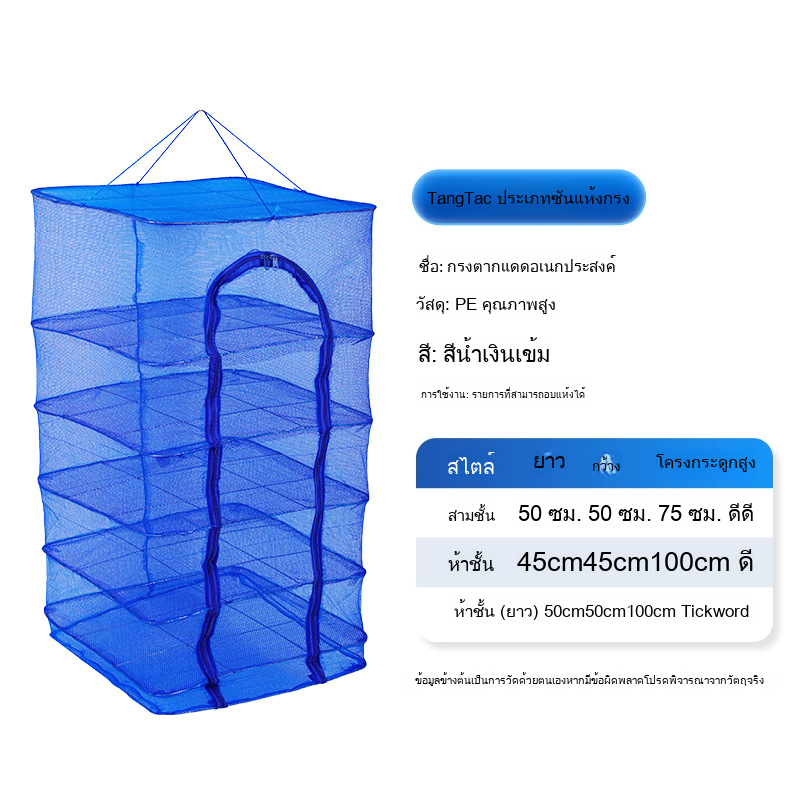 TangTac ประเภทชันแห้งกรง
ชื่อ: กรงตากแดดอเนกประสงค์
วัสดุ: PE คุณภาพสูง
สี: สีน้ำเงินเข้ม
การใช้งาน: รายการที่สามารถอบแห้งได้
สไตล์ ยาว กว้าง โครงกระดูกสูง
สามชั้น 50 ซม. 50 ซม. 75 ซม. ดีดี
ห้าชั้น 45cm45cm100cm ดี
ห้าชั้น (ยาว) 50cm50cm100cm Tickword
ข้อมูลข้างต้นเป็นการวัดด้วยตนเองหากมีข้อผิดพลาดโปรดพิจารณาจากวัตถุจริง